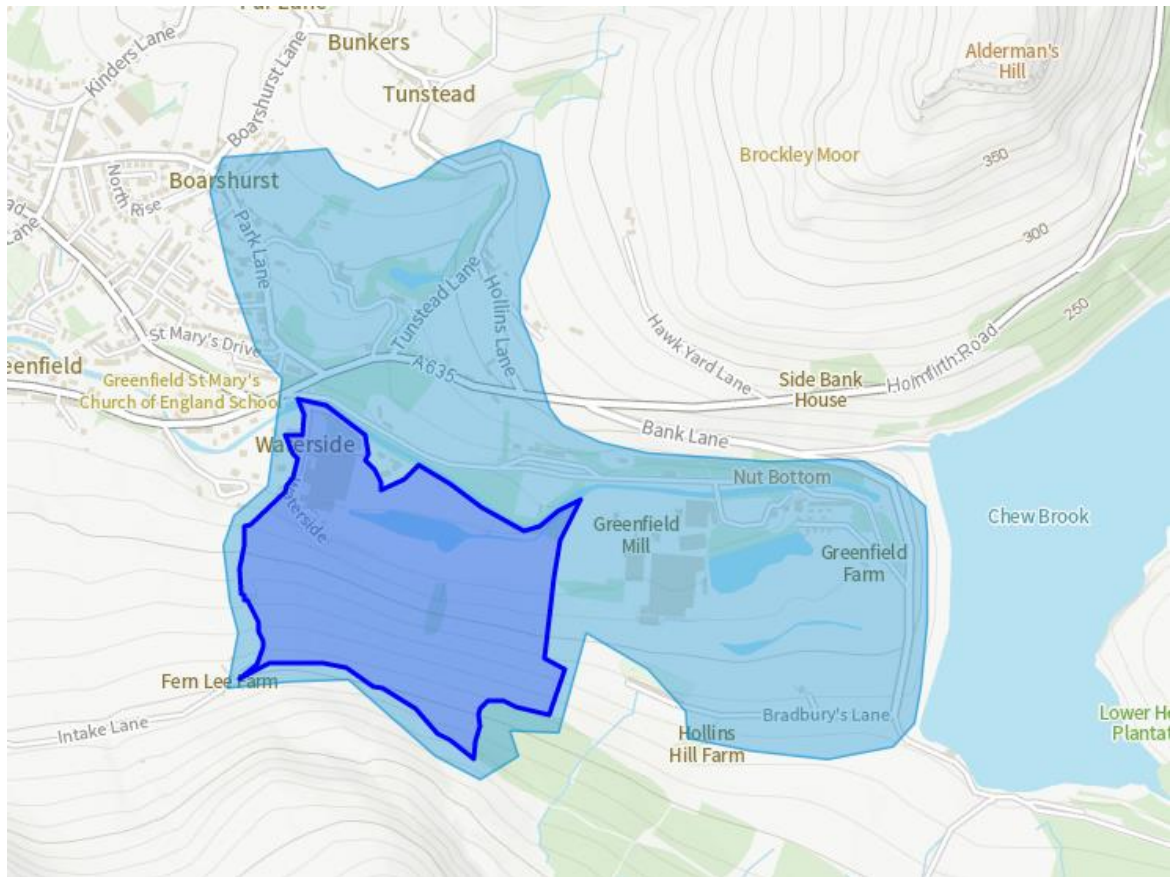 Bunkers
Kinders Lane
Alderman's
Hill
Tunstead
Boarshurst Lane
Brockley Moor
350
North
Rise
Boarshurst
Lane
300
Park Lane
Tunstead Lane
Hollins Lane
250
St Mary's Drive
Hawk Yard Lane
Holmfirth Road
eenfield
Greenfield St Mary's
Church of England School
A635
Side Bank
House
Bank Lane
Waterside
Nut Bottom
Waterside
Greenfield
Mill
Chew Brook
Greenfield
Farm
Fern Lee Farm
Intake Lane
Bradbury's Lane
Hollins
Hill Farm
Lower He
Plantat